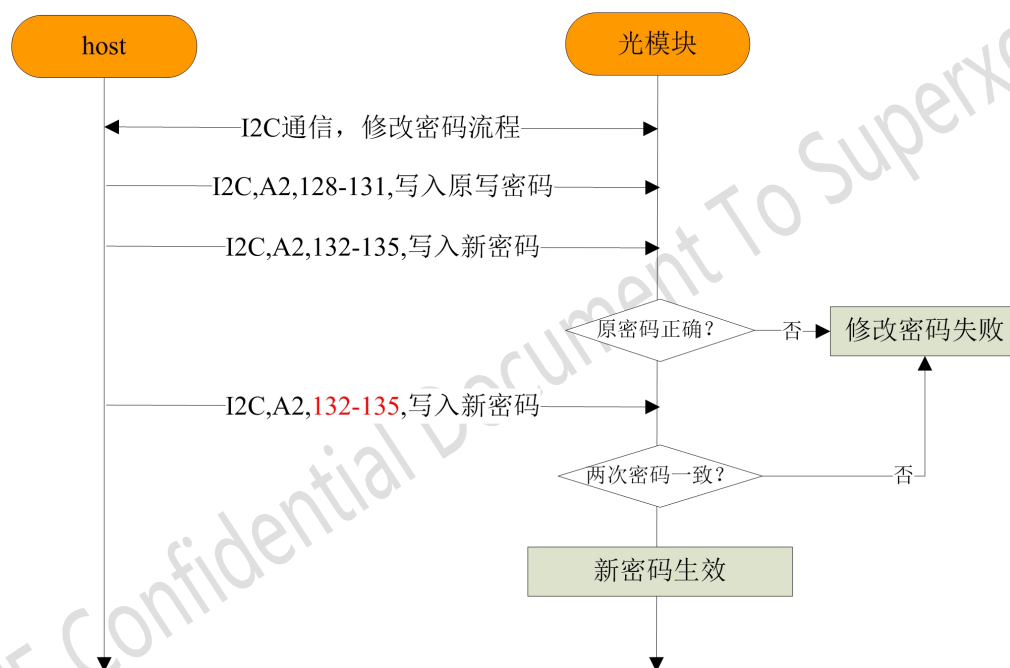 host
光模块
I2C通信，修改密码流程
I2C,A2,128-131,写入原写密码
I2C,A2,132-135,写入新密码
原密码正确？
否
修改密码失败
I2C,A2,132-135,写入新密码
两次密码一致？
否
新密码生效
Confidential Document To Superxo